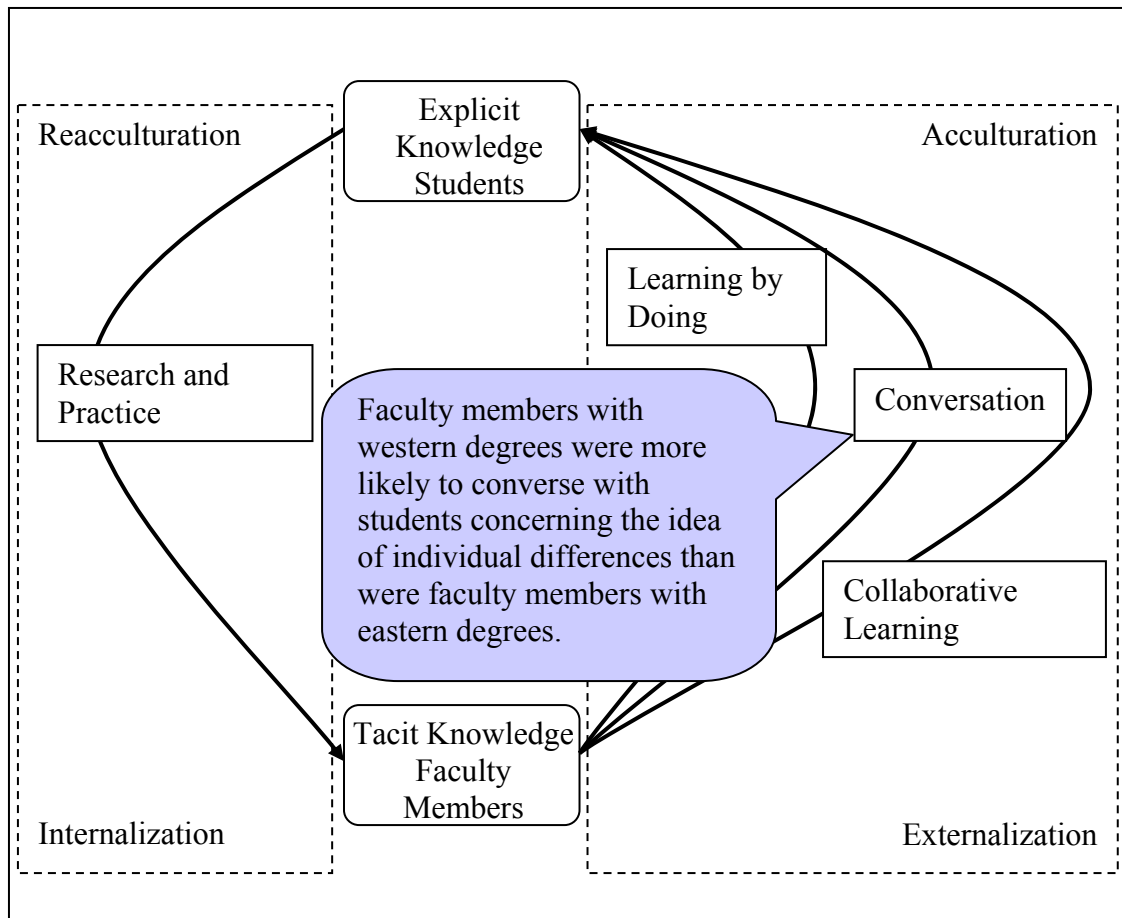 Explicit
Knowledge
Students
Reacculturation
Acculturation
Learning by
Doing
Research and
Practice
Conversation
Faculty members with
western degrees were more
likely to converse with
students concerning the idea
of individual differences than
were faculty members with
eastern degrees.
Collaborative
Learning
Tacit Knowledge
Faculty
Members
Internalization
Externalization